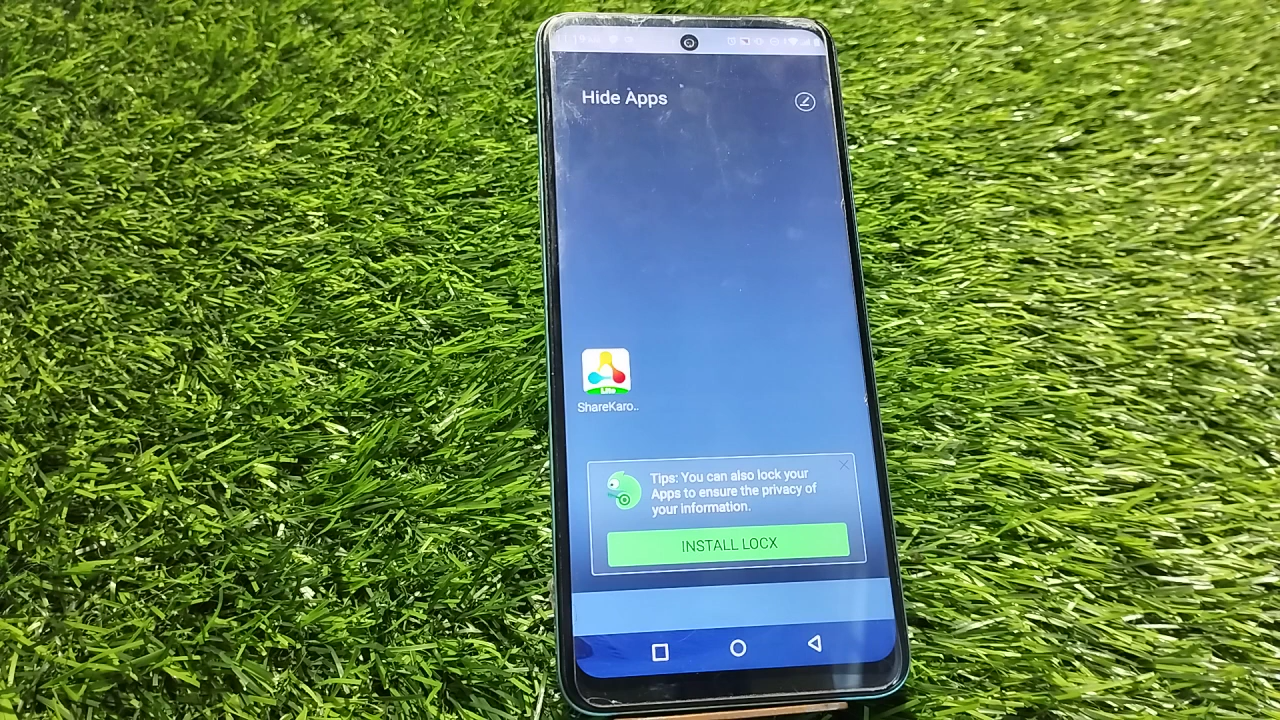 Hide Apps
Lite
ShareKaro..
Tips: You can also lock your
Apps to ensure the privacy of
your information.
INSTALL LOCX